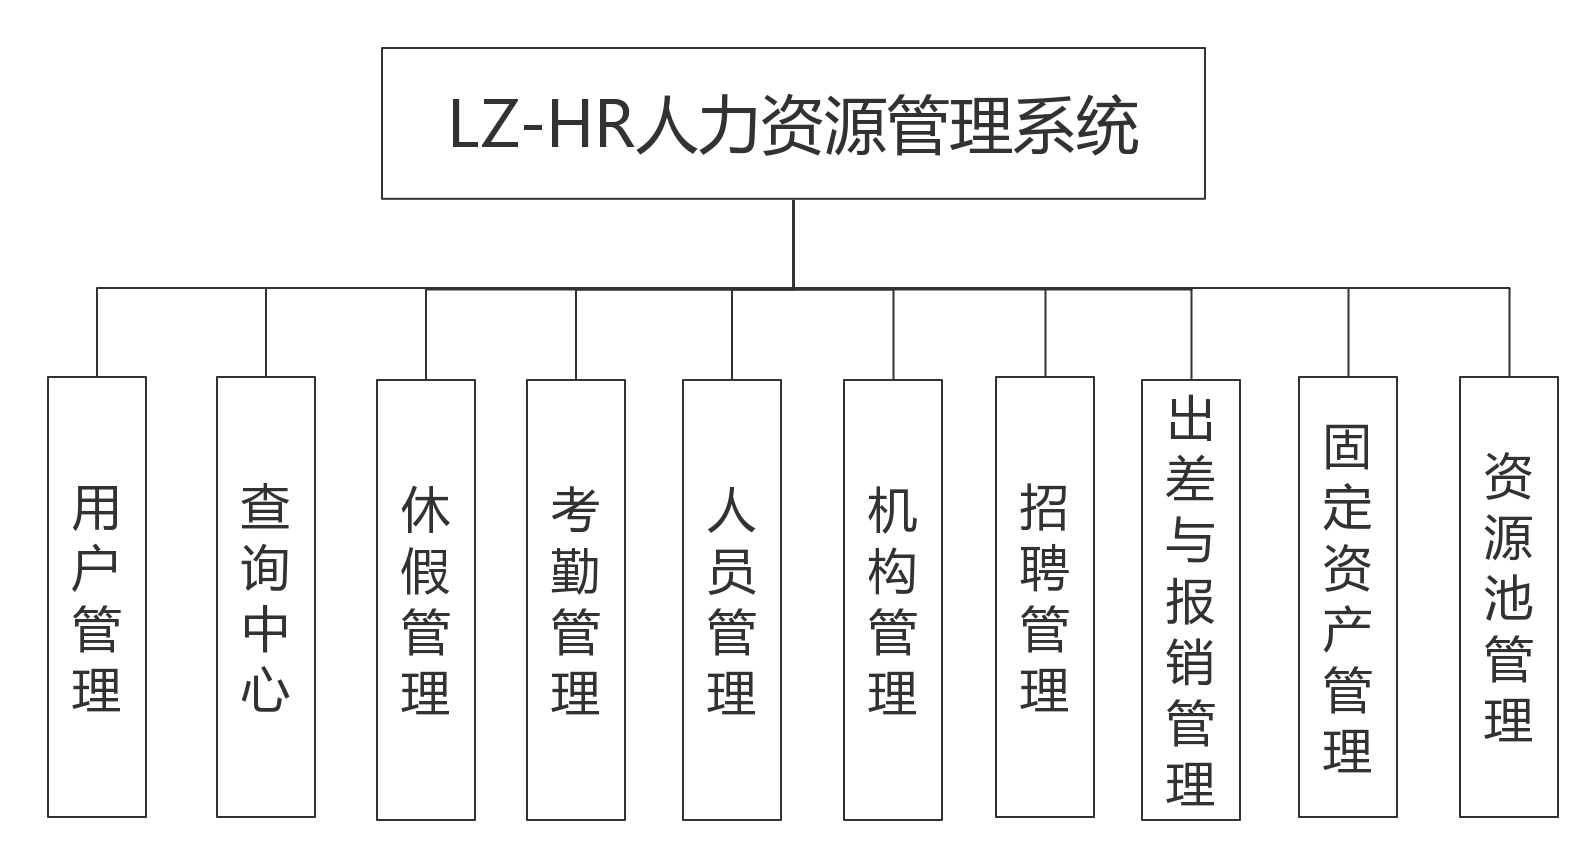 LZ-HR人力资源管理系统
用户管理
查询中心
休假管理
考勤管理
人员管理
机构管理
招聘管理
出差与报销管理
固定资产管理
资源池管理